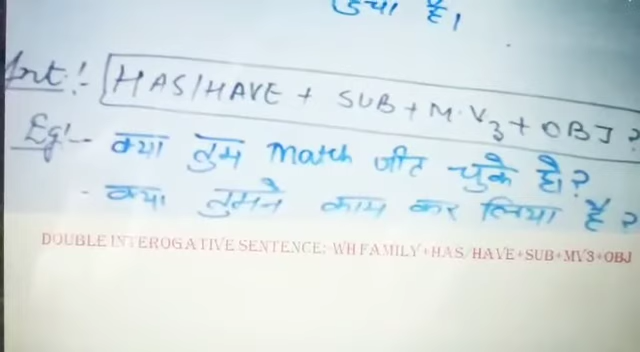 है।
Int:- HAS/HAVE + SUB + M.V3 + OBJ ?
Eg:- क्या तुम match जीत चुके हो?
- क्या तुमने काम कर लिया है ?
DOUBLE INTEROGATIVE SENTENCE: WH FAMILY+HAS/HAVE+SUB+MV3+OBJ